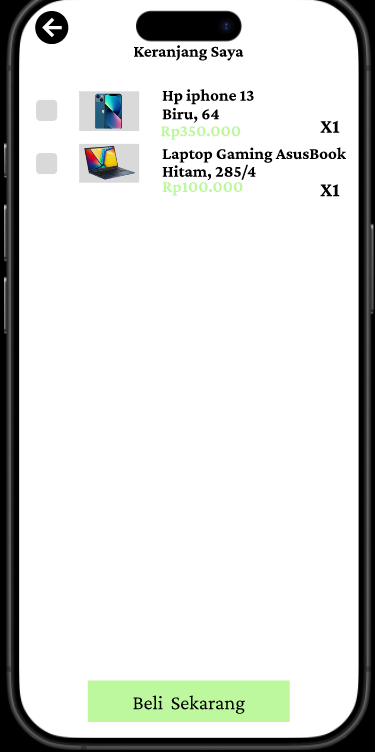 Keranjang Saya
Hp iphone 13
Biru, 64
Rp350.000
X1
Laptop Gaming AsusBook
Hitam, 285/4
Rp100.000
X1
Beli Sekarang